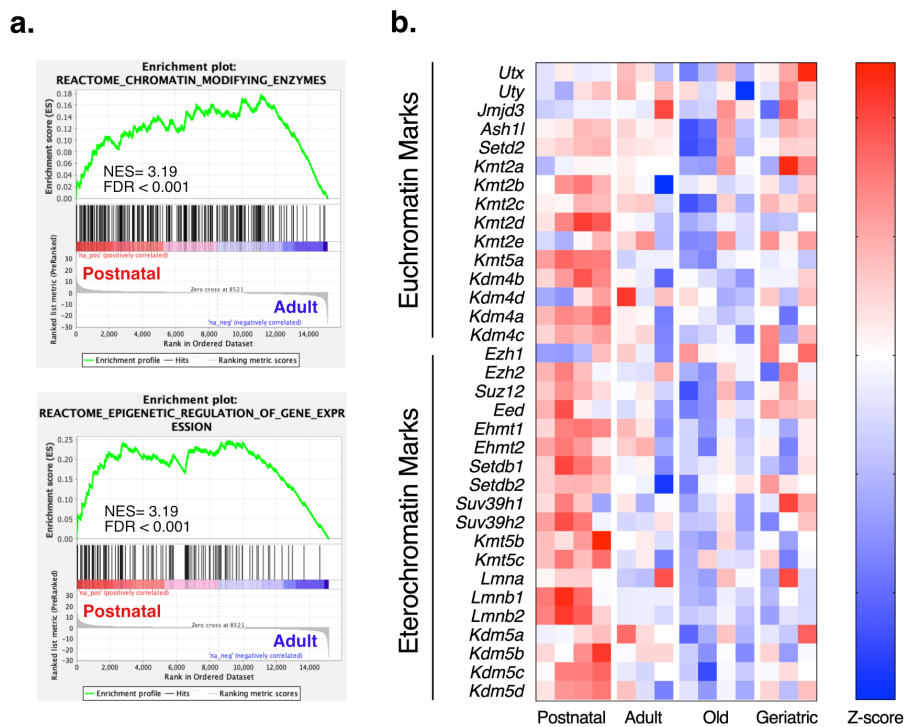 a.
Enrichment plot:
REACTOME_CHROMATIN_MODIFYING_ENZYMES
Enrichment score (ES)
0.18
0.16
0.14
0.12
0.10
0.08
0.06
0.04
0.02
0.00
NES= 3.19
FDR < 0.001
'na_pos' (positively correlated)
Postnatal
Ranked list metric (PreRanked)
30
20
10
0
-10
-20
-30
Zero cross at 8521
Adult
'na_neg' (negatively correlated)
0 2,000 4,000 6,000 8,000 10,000 12,000 14,000
Rank in Ordered Dataset
Enrichment profile Hits Ranking metric scores
Enrichment plot:
REACTOME_EPIGENETIC_REGULATION_OF_GENE_EXPR
ESSION
Enrichment score (ES)
0.25
0.20
0.15
0.10
0.05
0.00
NES= 3.19
FDR < 0.001
'na_pos' (positively correlated)
Postnatal
Ranked list metric (PreRanked)
30
20
10
0
-10
-20
-30
Zero cross at 8521
Adult
'na_neg' (negatively correlated)
0 2,000 4,000 6,000 8,000 10,000 12,000 14,000
Rank in Ordered Dataset
Enrichment profile Hits Ranking metric scores
b.
Euchromatin Marks
Utx
Uty
Jmjd3
Ash1l
Setd2
Kmt2a
Kmt2b
Kmt2c
Kmt2d
Kmt2e
Kmt5a
Kdm4b
Kdm4d
Kdm4a
Kdm4c
Eterochromatin Marks
Ezh1
Ezh2
Suz12
Eed
Ehmt1
Ehmt2
Setdb1
Setdb2
Suv39h1
Suv39h2
Kmt5b
Kmt5c
Lmna
Lmnb1
Lmnb2
Kdm5a
Kdm5b
Kdm5c
Kdm5d
Postnatal Adult Old Geriatric
Z-score